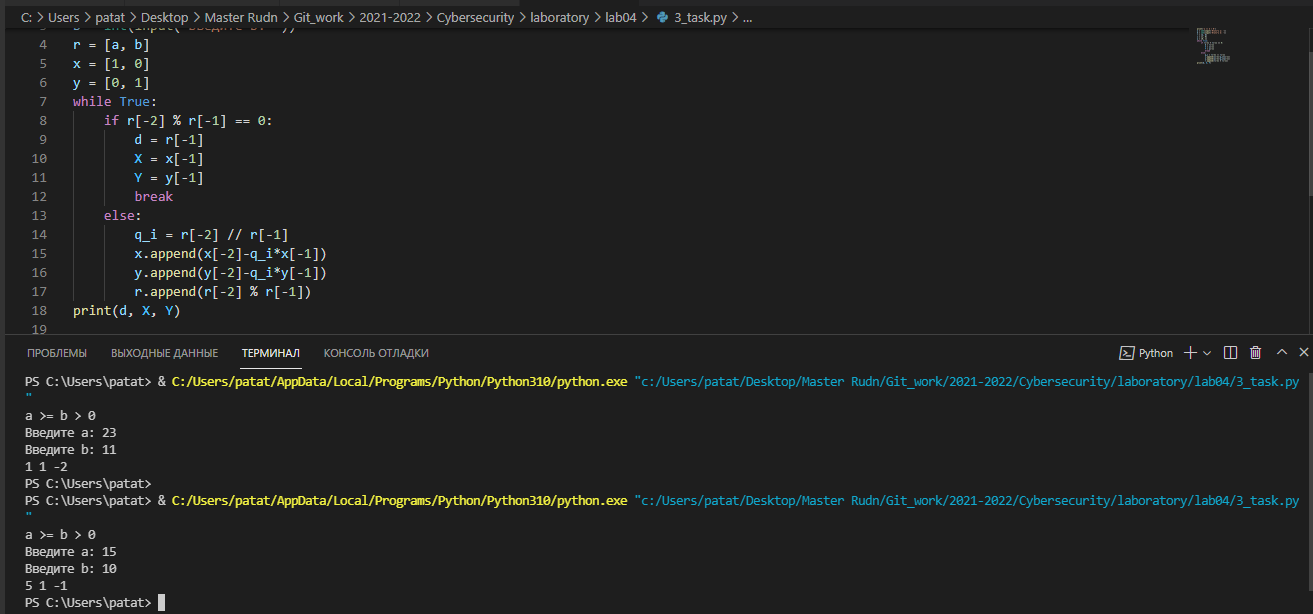 C: > Users > patat > Desktop > Master Rudn > Git_work > 2021-2022 > Cybersecurity > laboratory > lab04 > 3_task.py > ...
4 r = [a, b]
5 x = [1, 0]
6 y = [0, 1]
7 while True:
8 if r[-2] % r[-1] == 0:
9 d = r[-1]
10 X = x[-1]
11 Y = y[-1]
12 break
13 else:
14 q_i = r[-2] // r[-1]
15 x.append(x[-2]-q_i*x[-1])
16 y.append(y[-2]-q_i*y[-1])
17 r.append(r[-2] % r[-1])
18 print(d, X, Y)
19
ПРОБЛЕМЫ ВЫХОДНЫЕ ДАННЫЕ ТЕРМИНАЛ КОНСОЛЬ ОТЛАДКИ Python
PS C:\Users\patat> & C:/Users/patat/AppData/Local/Programs/Python/Python310/python.exe "c:/Users/patat/Desktop/Master Rudn/Git_work/2021-2022/Cybersecurity/laboratory/lab04/3_task.py
"
a >= b > 0
Введите a: 23
Введите b: 11
1 1 -2
PS C:\Users\patat>
PS C:\Users\patat> & C:/Users/patat/AppData/Local/Programs/Python/Python310/python.exe "c:/Users/patat/Desktop/Master Rudn/Git_work/2021-2022/Cybersecurity/laboratory/lab04/3_task.py
"
a >= b > 0
Введите a: 15
Введите b: 10
5 1 -1
PS C:\Users\patat>